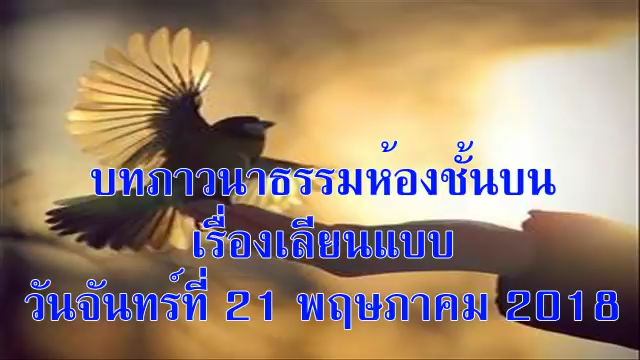 บทภาวนาธรรมห้องชั้นบน
เรื่องเลียนแบบ
วันจันทร์ที่ 21 พฤษภาคม 2018